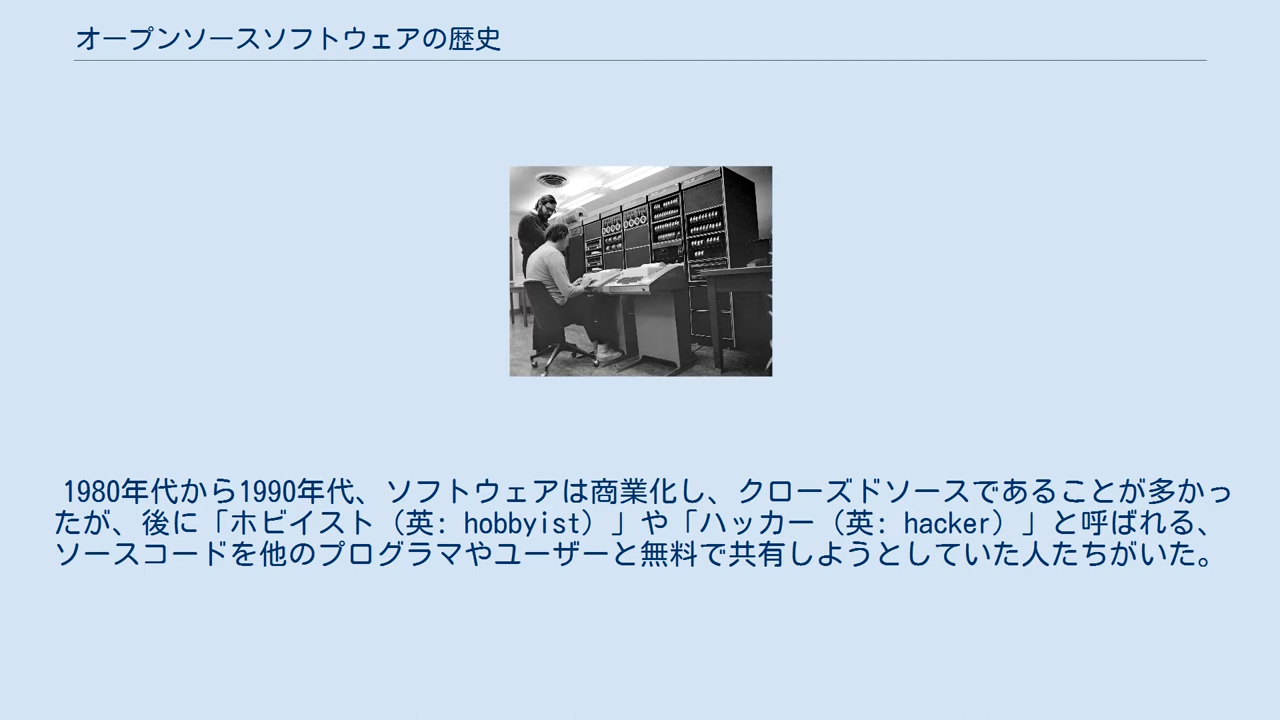 オープンソースソフトウェアの歴史
1980年代から1990年代、ソフトウェアは商業化し、クローズドソースであることが多かっ
たが、後に「ホビイスト（英: hobbyist）」や「ハッカー（英: hacker）」と呼ばれる、
ソースコードを他のプログラマやユーザーと無料で共有しようとしていた人たちがいた。